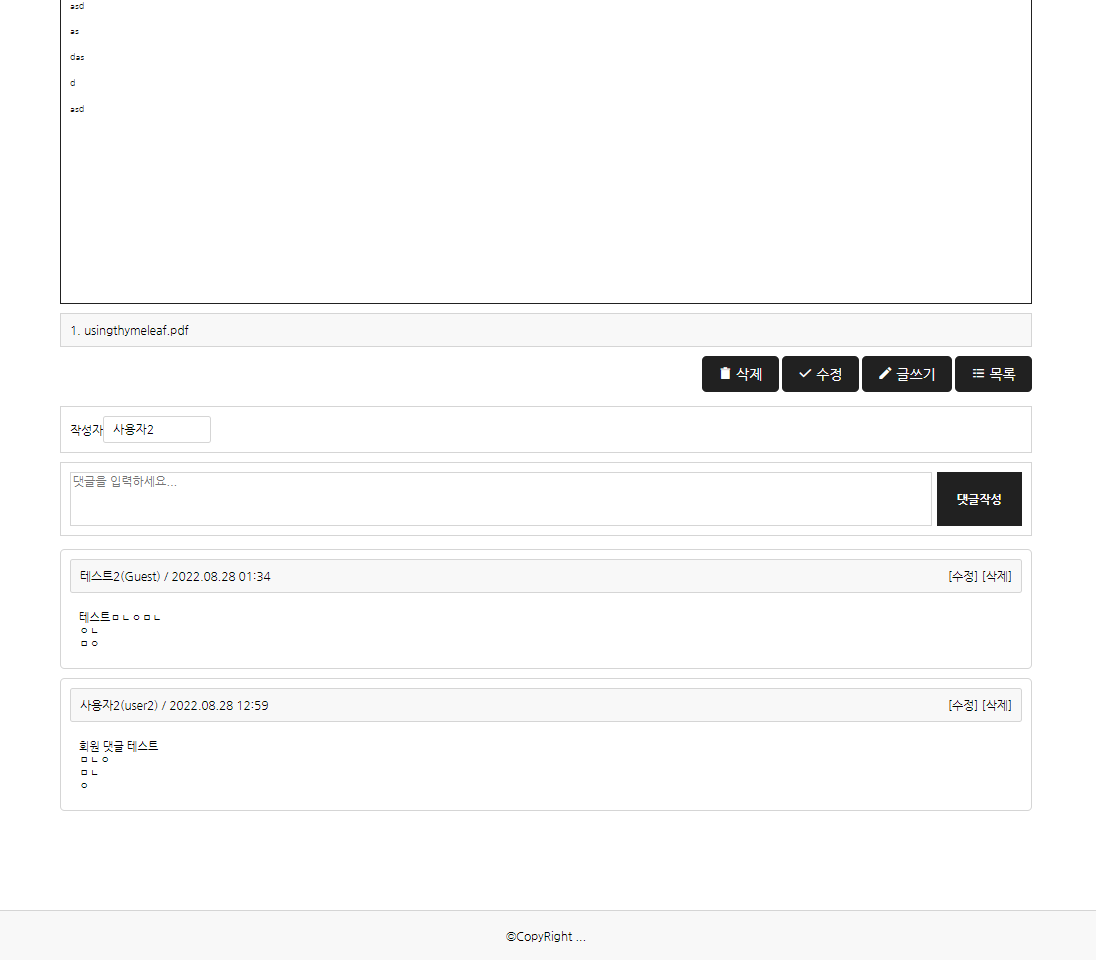 asd
as
das
d
asd
1. usingthymeleaf.pdf
삭제 수정 글쓰기 목록
작성자 사용자2
댓글을 입력하세요...
댓글작성
테스트2(Guest) / 2022.08.28 01:34 [수정] [삭제]
테스트ㅁㄴㅇㅁㄴ
ㅇㄴ
ㅁㅇ
사용자2(user2) / 2022.08.28 12:59 [수정] [삭제]
회원 댓글 테스트
ㅁㄴㅇ
ㅁㄴ
ㅇ
©CopyRight ...